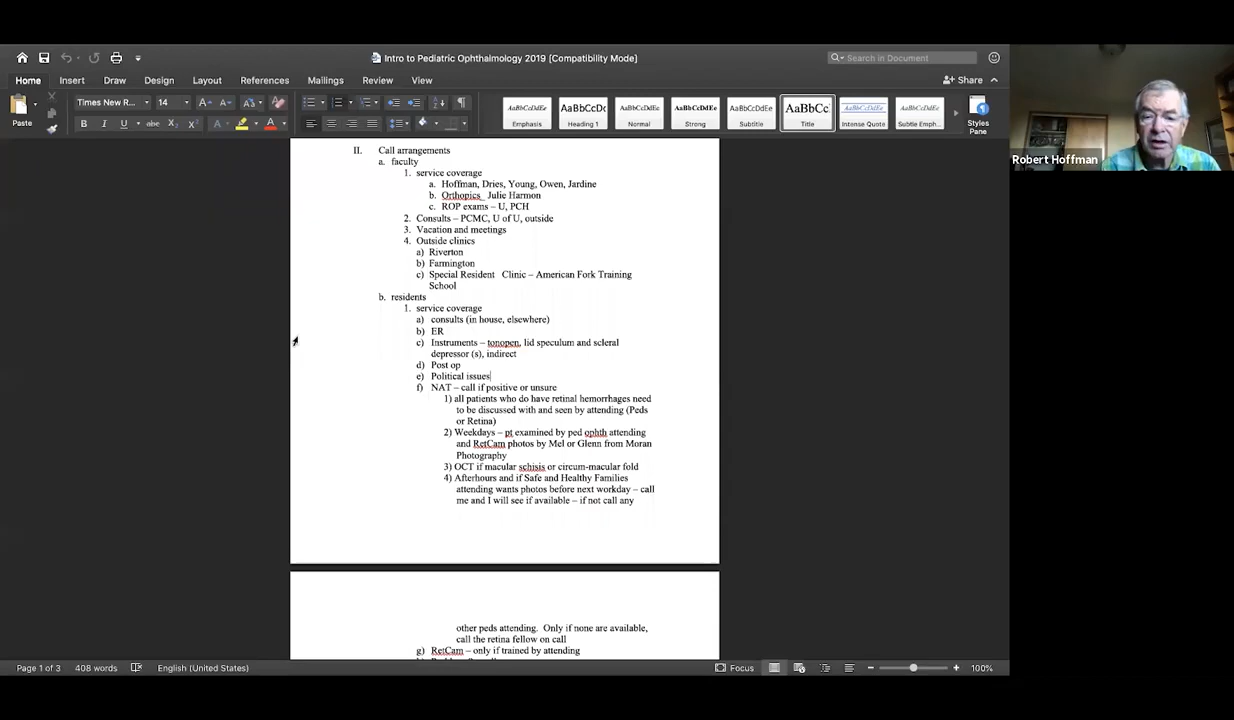 Intro to Pediatric Ophthalmology 2019 [Compatibility Mode]
Search in Document
Home Insert Draw Design Layout References Mailings Review View
Share
Paste
Times New R... 14
AaBbCcDdEe AaBbCcDc AaBbCcDdEe AaBbCcDdEe AaBbCcDdEe AaBbCc AaBbCcDdEe AaBbCcDdEe
Emphasis Heading 1 Normal Strong Subtitle Title Intense Quote Subtle Emph...
Styles Pane
Robert Hoffman
II. Call arrangements
a. faculty
1. service coverage
a. Hoffman, Dries, Young, Owen, Jardine
b. Orthopics Julie Harmon
c. ROP exams – U, PCH
2. Consults – PCMC, U of U, outside
3. Vacation and meetings
4. Outside clinics
a) Riverton
b) Farmington
c) Special Resident Clinic – American Fork Training
School
b. residents
1. service coverage
a) consults (in house, elsewhere)
b) ER
c) Instruments – tonopen, lid speculum and scleral
depressor (s), indirect
d) Post op
e) Political issues
f) NAT – call if positive or unsure
1) all patients who do have retinal hemorrhages need
to be discussed with and seen by attending (Peds
or Retina)
2) Weekdays – pt examined by ped ophth attending
and RetCam photos by Mel or Glenn from Moran
Photography
3) OCT if macular schisis or circum-macular fold
4) Afterhours and if Safe and Healthy Families
attending wants photos before next workday – call
me and I will see if available – if not call any
other peds attending. Only if none are available,
call the retina fellow on call
g) RetCam – only if trained by attending
Page 1 of 3 408 words English (United States) Focus 100%